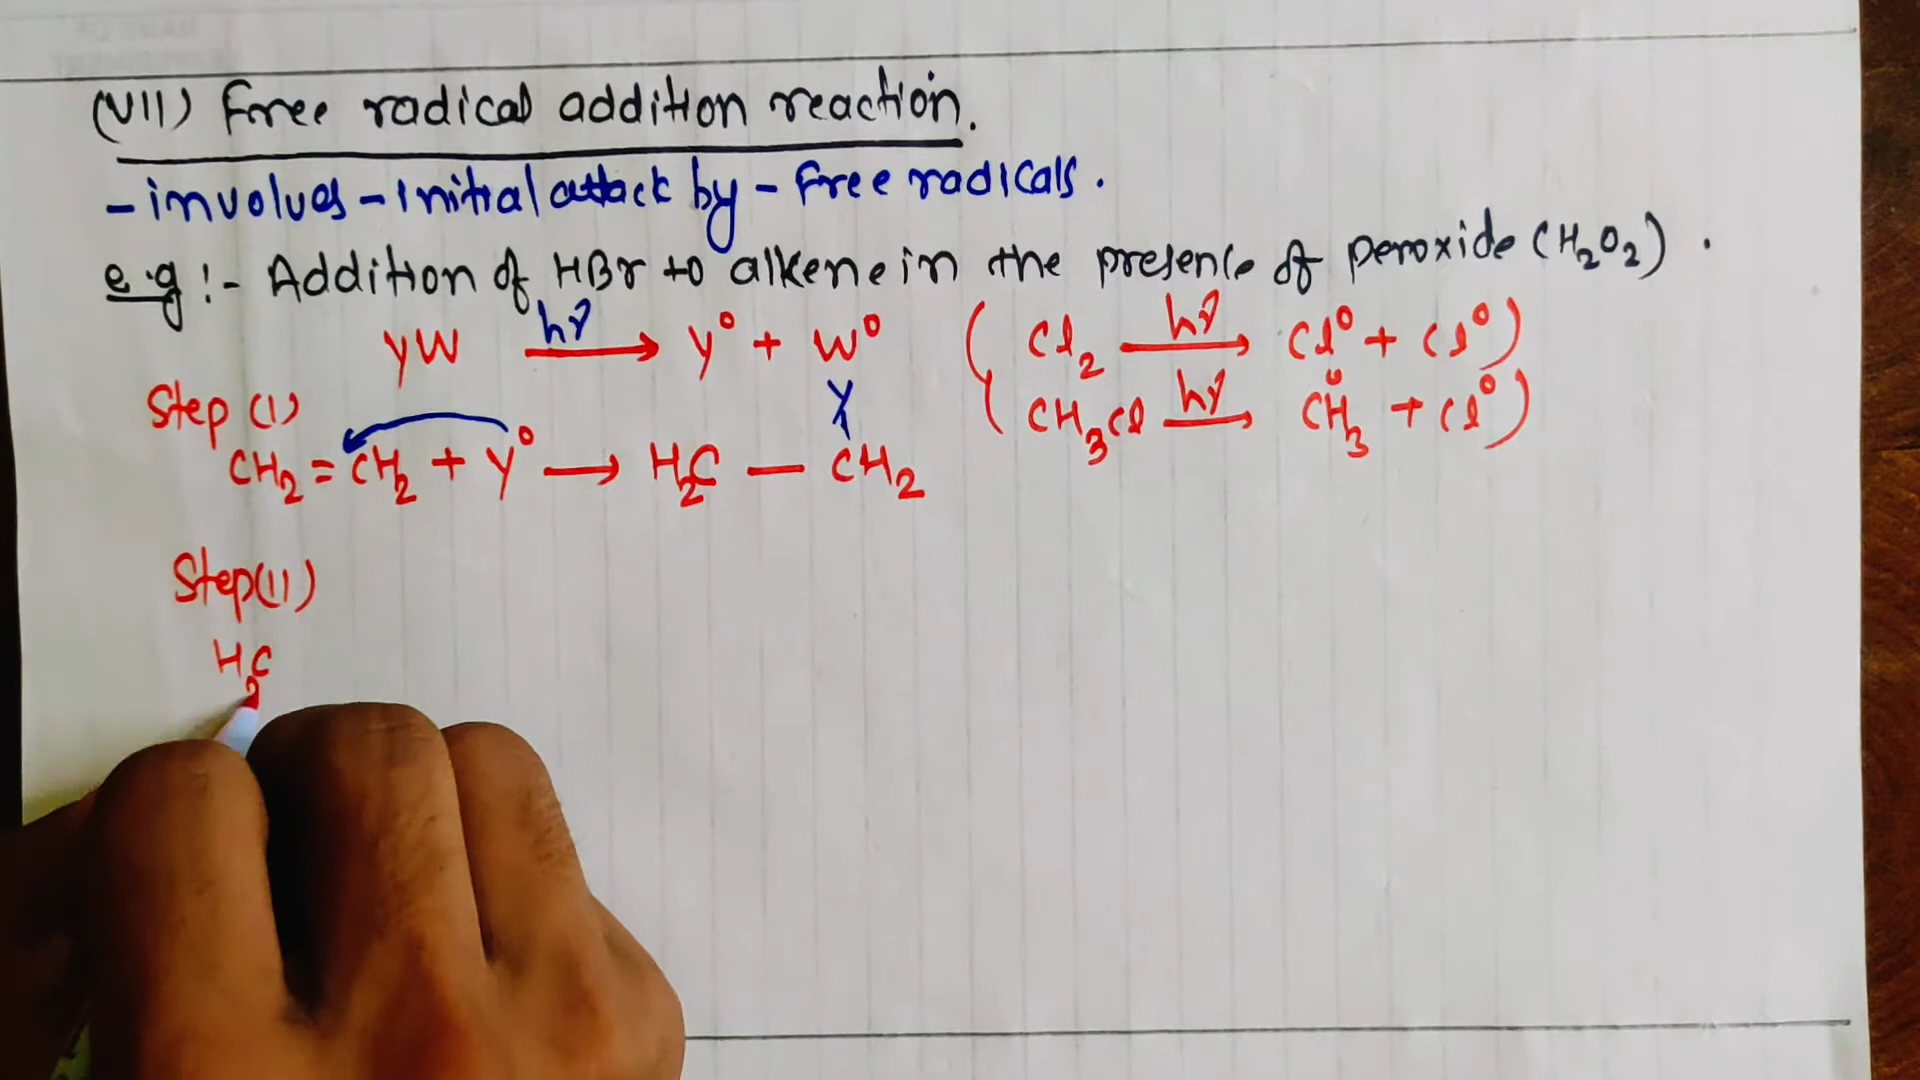 (VII) Free radical addition reaction.
- involves - initial attack by - Free radicals.
e.g :- Addition of HBr to alkene in the presence of peroxide (H₂O₂).
YW —hν→ Y° + W° ( Cl₂ —hν→ Cl° + Cl° )
Step (I) Y ( CH₃Cl —hν→ C°H₃ + Cl° )
CH₂ = CH₂ + Y° → H₂C — CH₂
Step (II)
H₂C